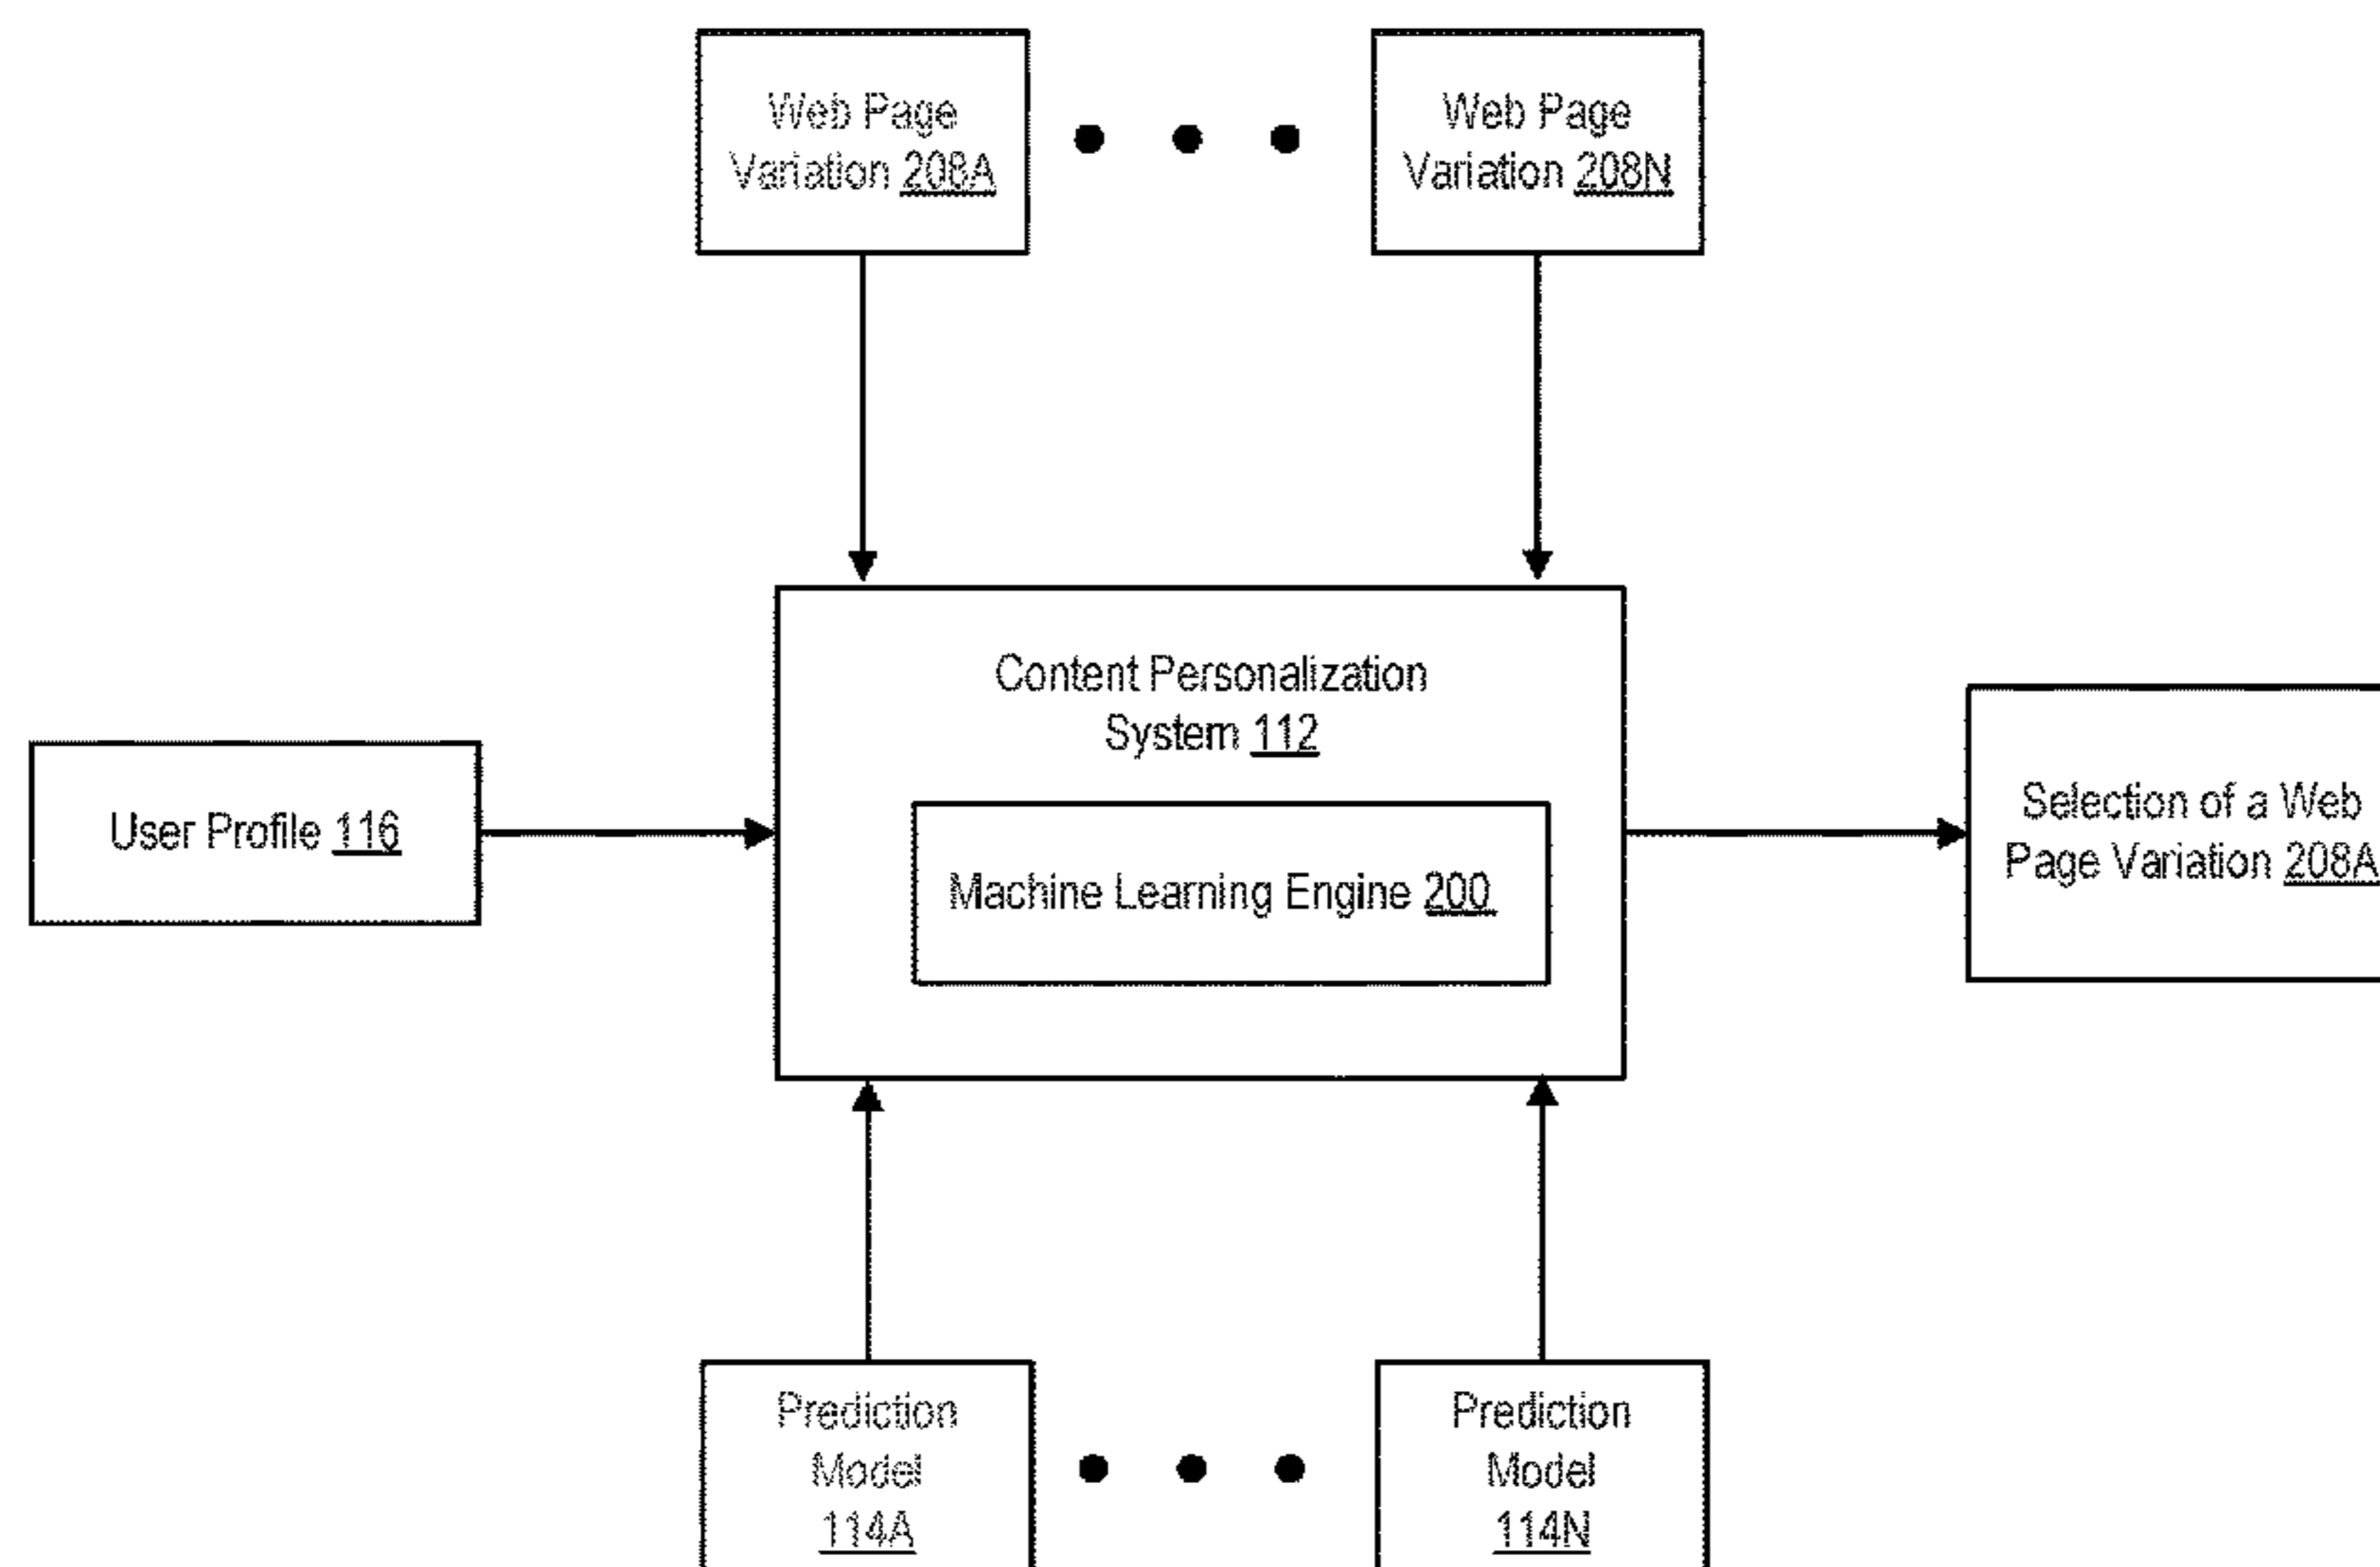 Web Page
Variation 208A
Web Page
Variation 208N
Content Personalization
System 112
User Profile 116
Machine Learning Engine 200
Selection of a Web
Page Variation 208A
Prediction
Model
114A
Prediction
Model
114N